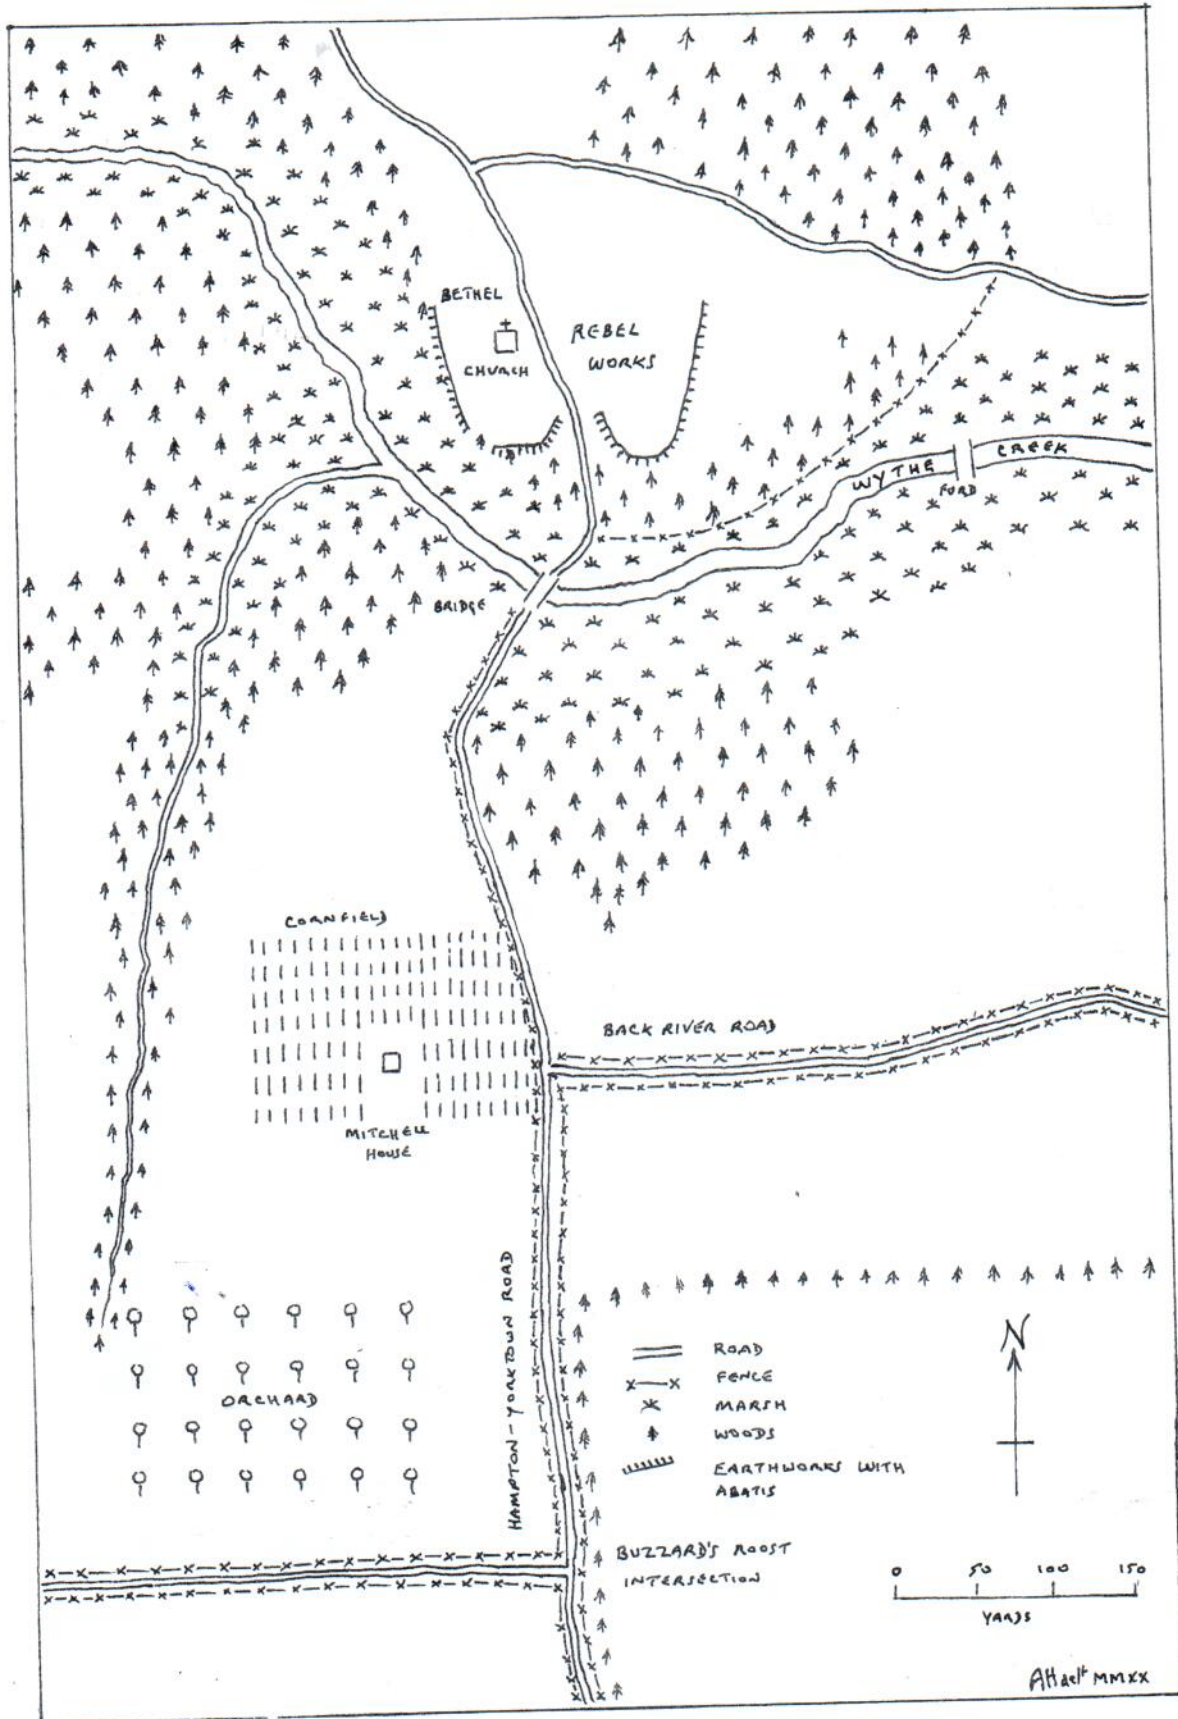 BETHEL
CHURCH
REBEL
WORKS
WYTHE
CREEK
FORD
BRIDGE
CORNFIELD
BACK RIVER ROAD
MITCHELL
HOUSE
HAMPTON-YORKTOWN ROAD
ORCHARD
ROAD
FENCE
MARSH
WOODS
EARTHWORKS WITH
ABATIS
N
BUZZARD'S ROOST
INTERSECTION
0 50 100 150
YARDS
MMXX